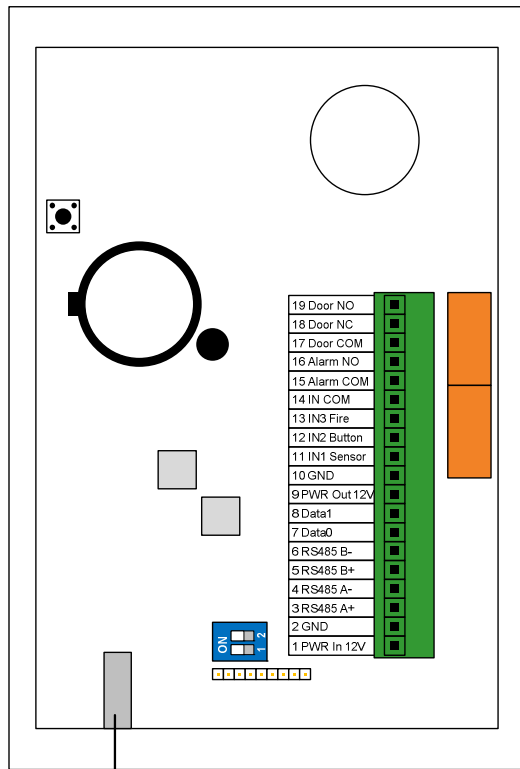 19 Door NO
18 Door NC
17 Door COM
16 Alarm NO
15 Alarm COM
14 IN COM
13 IN3 Fire
12 IN2 Button
11 IN1 Sensor
10 GND
9 PWR Out 12V
8 Data1
7 Data0
6 RS485 B-
5 RS485 B+
4 RS485 A-
3 RS485 A+
2 GND
1 PWR In 12V
ON
1 2